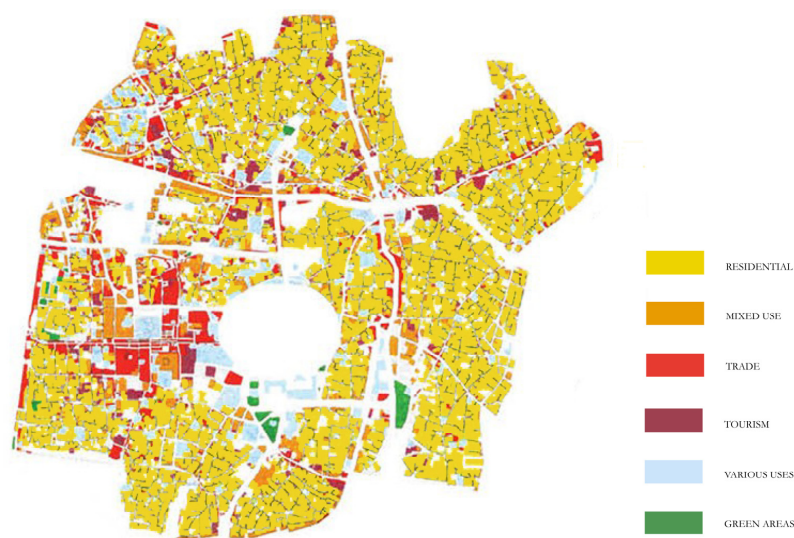 RESIDENTIAL
MIXED USE
TRADE
TOURISM
VARIOUS USES
GREEN AREAS